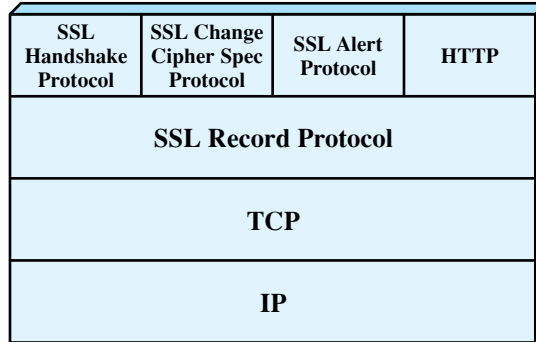 SSL
Handshake
Protocol
SSL Change
Cipher Spec
Protocol
SSL Alert
Protocol
HTTP
SSL Record Protocol
TCP
IP